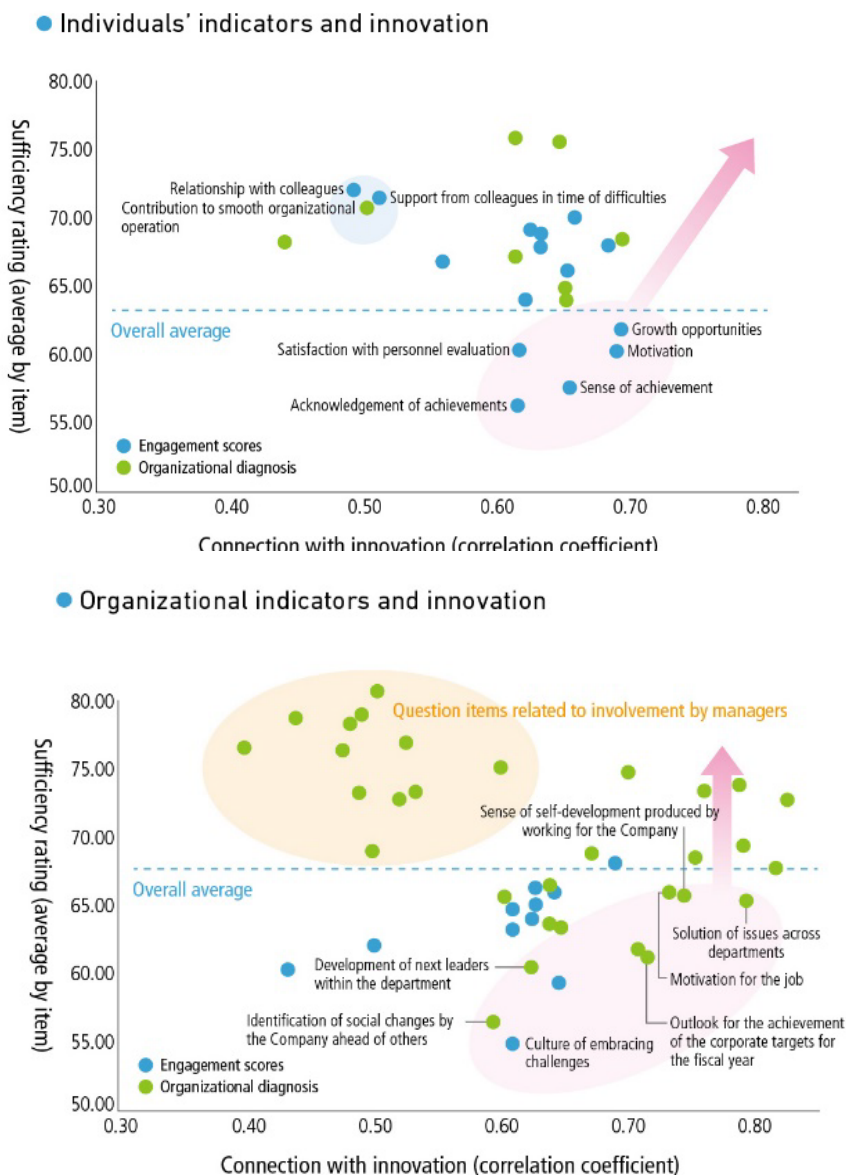 Individuals' indicators and innovation
80.00
75.00
70.00
65.00
60.00
55.00
50.00
Sufficiency rating (average by item)
Relationship with colleagues
Contribution to smooth organizational
operation
Support from colleagues in time of difficulties
Overall average
Satisfaction with personnel evaluation
Growth opportunities
Motivation
Sense of achievement
Acknowledgement of achievements
Engagement scores
Organizational diagnosis
0.30 0.40 0.50 0.60 0.70 0.80
Connection with innovation (correlation coefficient)
Organizational indicators and innovation
80.00
75.00
70.00
65.00
60.00
55.00
50.00
Sufficiency rating (average by item)
Question items related to involvement by managers
Sense of self-development produced by
working for the Company
Overall average
Solution of issues across
departments
Development of next leaders
within the department
Motivation for the job
Identification of social changes by
the Company ahead of others
Outlook for the achievement
of the corporate targets for
the fiscal year
Culture of embracing
challenges
Engagement scores
Organizational diagnosis
0.30 0.40 0.50 0.60 0.70 0.80
Connection with innovation (correlation coefficient)